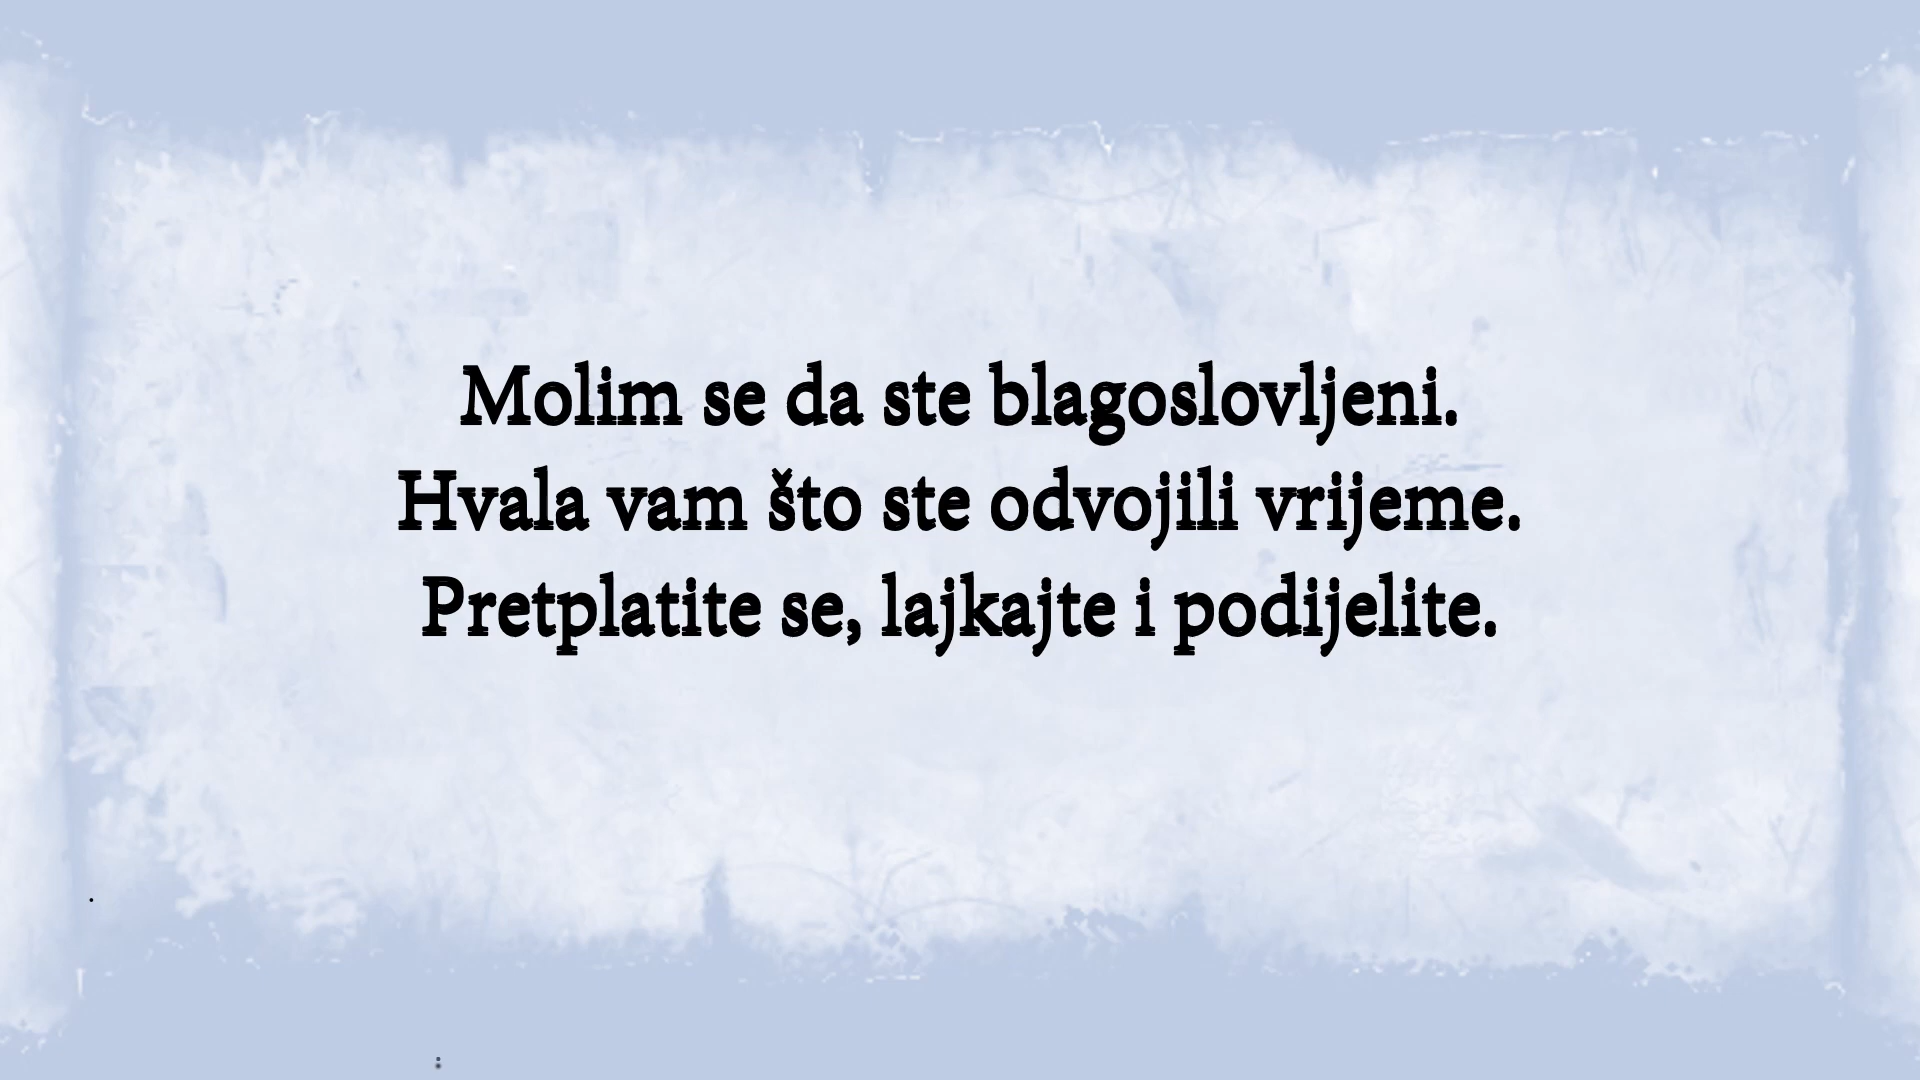 Molim se da ste blagoslovljeni.
Hvala vam što ste odvojili vrijeme.
Pretplatite se, lajkajte i podijelite.